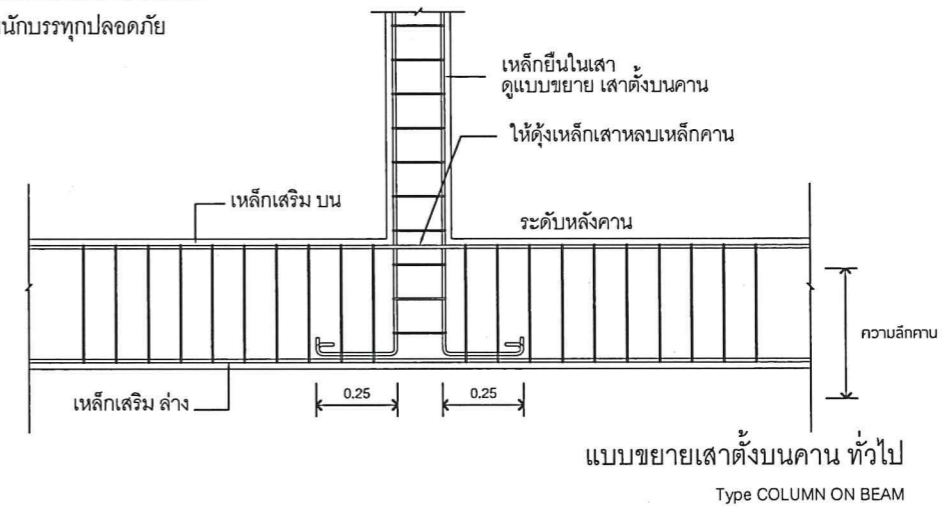 นักบรรทุกปลอดภัย
เหล็กยืนในเสา
ดูแบบขยาย เสาตั้งบนคาน
ให้ดุ้งเหล็กเสาหลบเหล็กคาน
เหล็กเสริม บน
ระดับหลังคาน
ความลึกคาน
เหล็กเสริม ล่าง
0.25
0.25
แบบขยายเสาตั้งบนคาน ทั่วไป
Type COLUMN ON BEAM